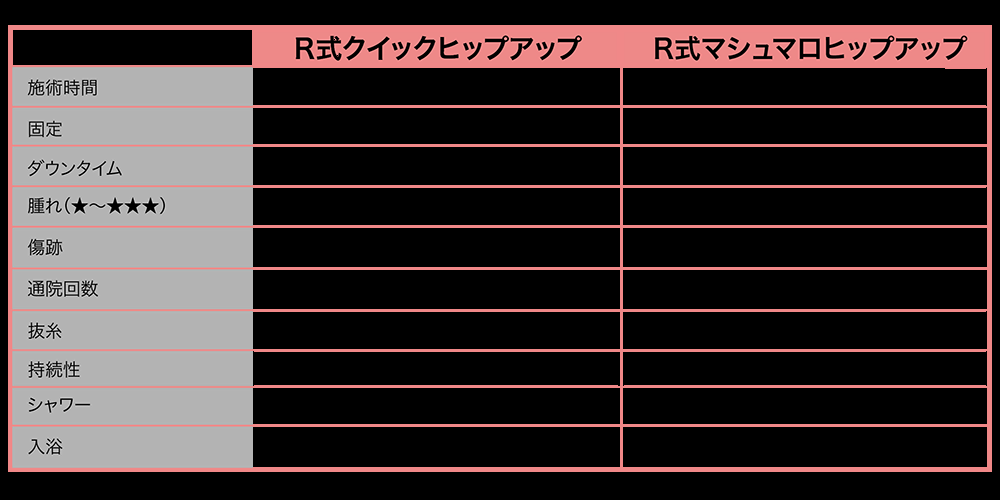 R式クイックヒップアップ R式マシュマロヒップアップ
施術時間
固定
ダウンタイム
腫れ(★〜★★★)
傷跡
通院回数
抜糸
持続性
シャワー
入浴